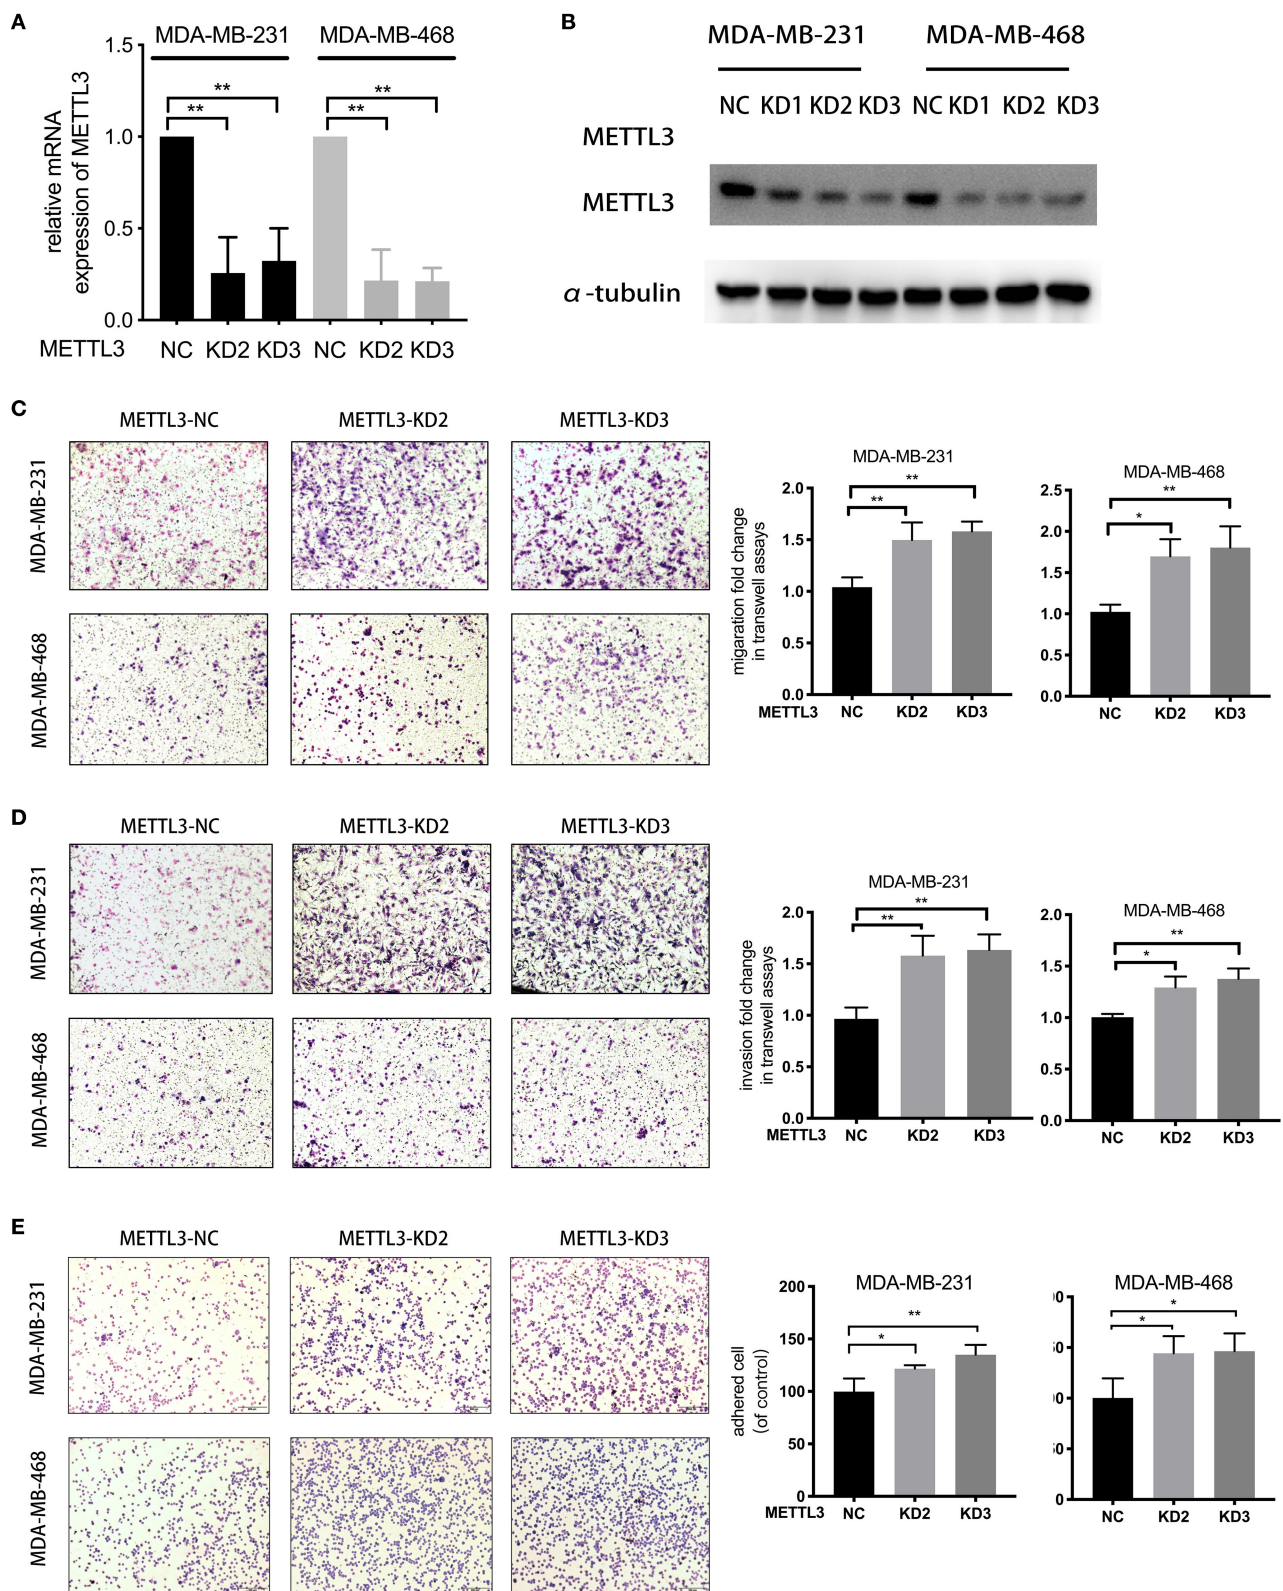 A
MDA-MB-231 MDA-MB-468
relative mRNA
expression of METTL3
1.5
1.0
0.5
0.0
** ** ** **
METTL3 NC KD2 KD3 NC KD2 KD3
B
MDA-MB-231 MDA-MB-468
NC KD1 KD2 KD3 NC KD1 KD2 KD3
METTL3
METTL3
α-tubulin
C
METTL3-NC METTL3-KD2 METTL3-KD3
MDA-MB-231
MDA-MB-468
MDA-MB-231
migaration fold change
in transwell assays
2.0
1.5
1.0
0.5
0.0
** **
METTL3 NC KD2 KD3
MDA-MB-468
2.5
2.0
1.5
1.0
0.5
0.0
* **
NC KD2 KD3
D
METTL3-NC METTL3-KD2 METTL3-KD3
MDA-MB-231
MDA-MB-468
MDA-MB-231
invasion fold change
in transwell assays
2.0
1.5
1.0
0.5
0.0
** **
METTL3 NC KD2 KD3
MDA-MB-468
2.0
1.5
1.0
0.5
0.0
* **
NC KD2 KD3
E
METTL3-NC METTL3-KD2 METTL3-KD3
MDA-MB-231
MDA-MB-468
MDA-MB-231
adhered cell
(of control)
200
150
100
50
0
* **
METTL3 NC KD2 KD3
MDA-MB-468
0
* *
NC KD2 KD3